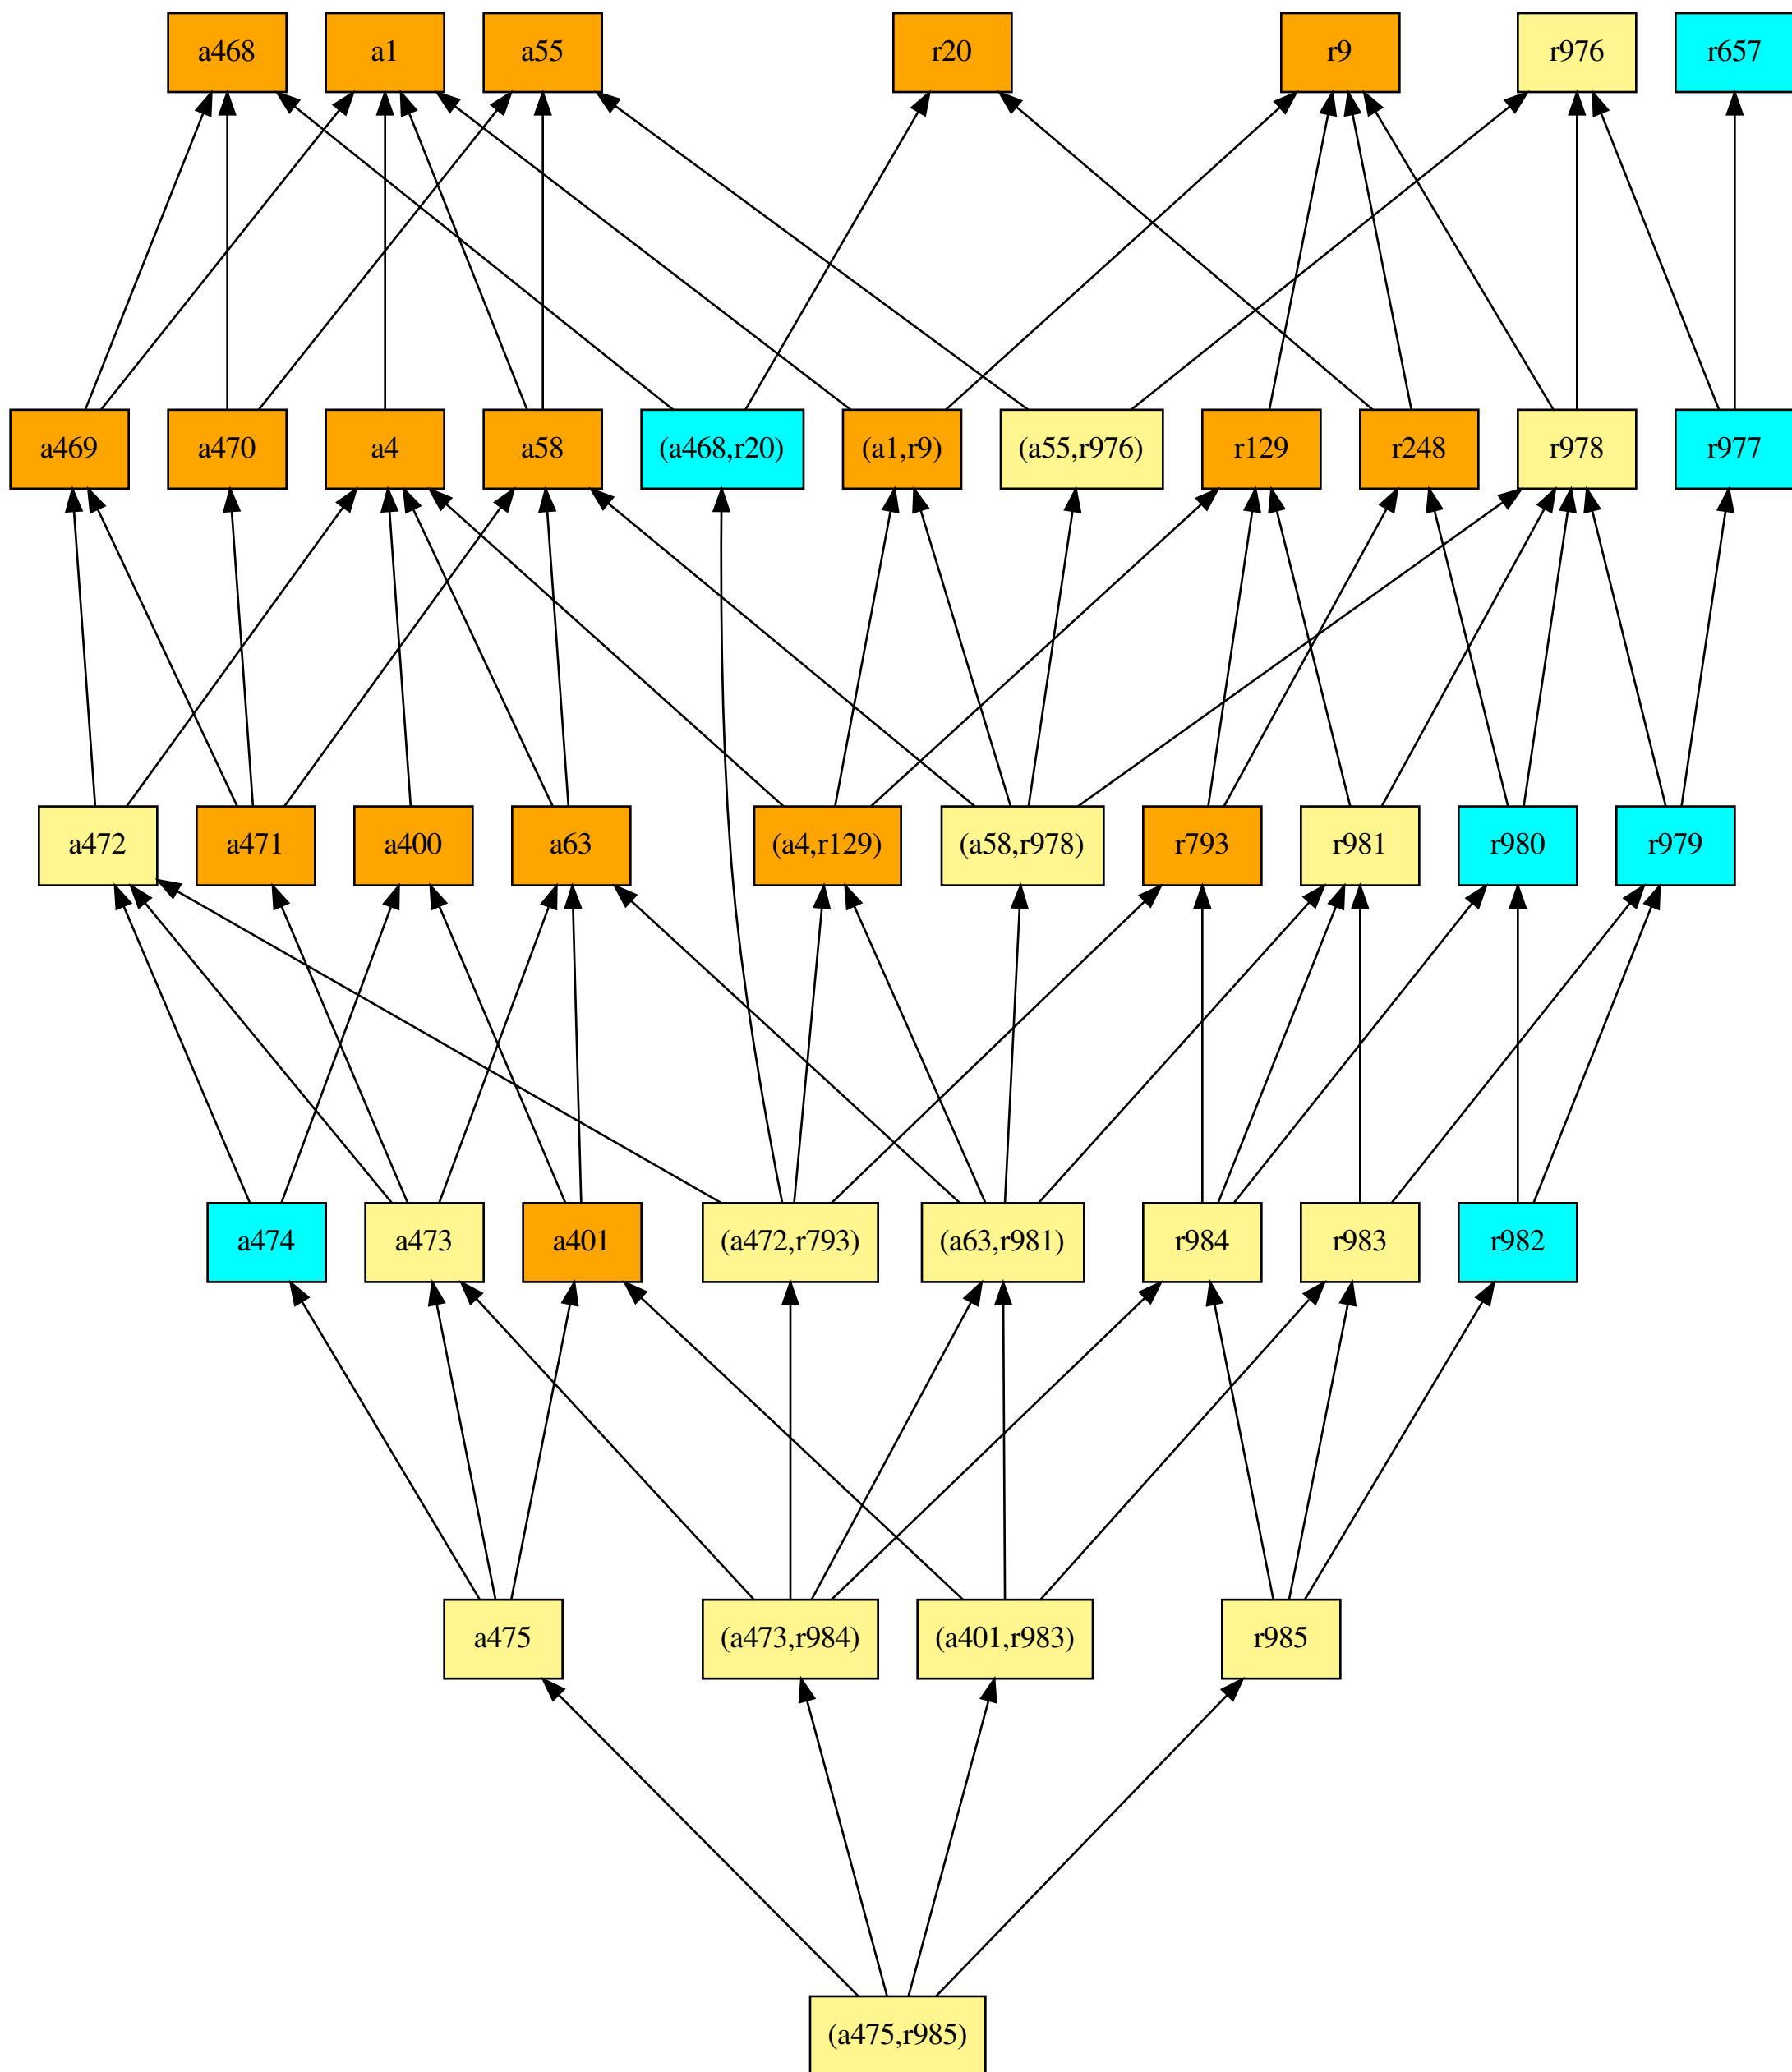 a468 a1 a55 r20 r9 r976 r657
a469 a470 a4 a58 (a468,r20) (a1,r9) (a55,r976) r129 r248 r978 r977
a472 a471 a400 a63 (a4,r129) (a58,r978) r793 r981 r980 r979
a474 a473 a401 (a472,r793) (a63,r981) r984 r983 r982
a475 (a473,r984) (a401,r983) r985
(a475,r985)